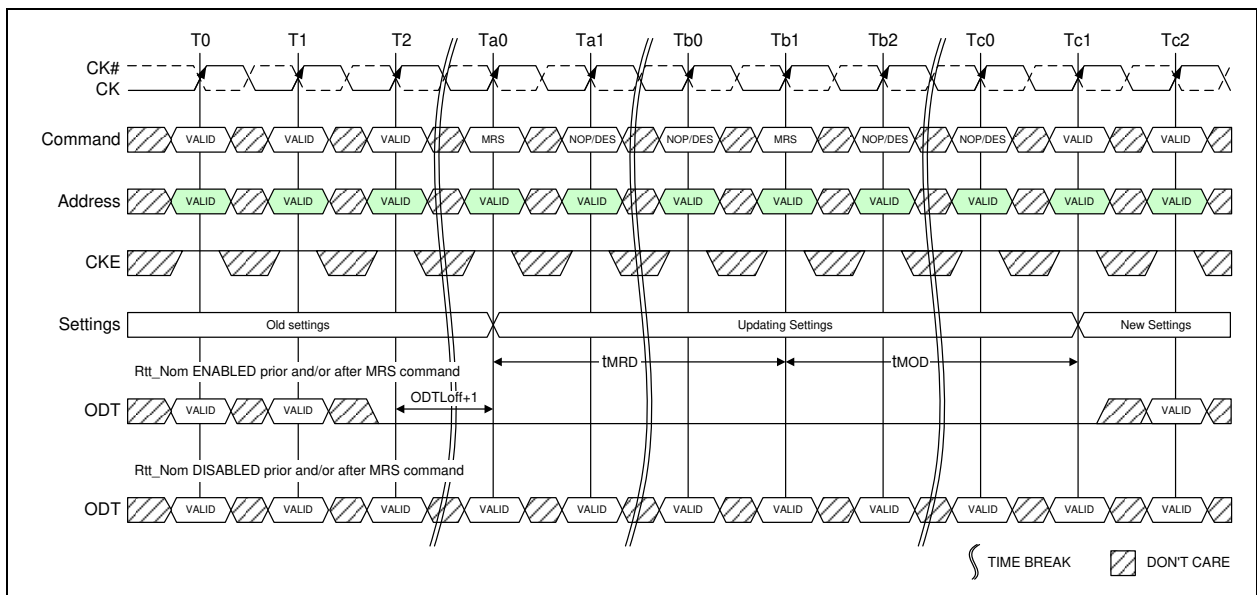 T0 T1 T2 Ta0 Ta1 Tb0 Tb1 Tb2 Tc0 Tc1 Tc2
CK#
CK
Command VALID VALID VALID MRS NOP/DES NOP/DES MRS NOP/DES NOP/DES VALID VALID
Address VALID VALID VALID VALID VALID VALID VALID VALID VALID VALID VALID
CKE
Settings Old settings Updating Settings New Settings
tMRD tMOD
Rtt_Nom ENABLED prior and/or after MRS command
ODTLoff+1
ODT VALID VALID VALID
Rtt_Nom DISABLED prior and/or after MRS command
ODT VALID VALID VALID VALID VALID VALID VALID VALID VALID VALID VALID
TIME BREAK DON'T CARE